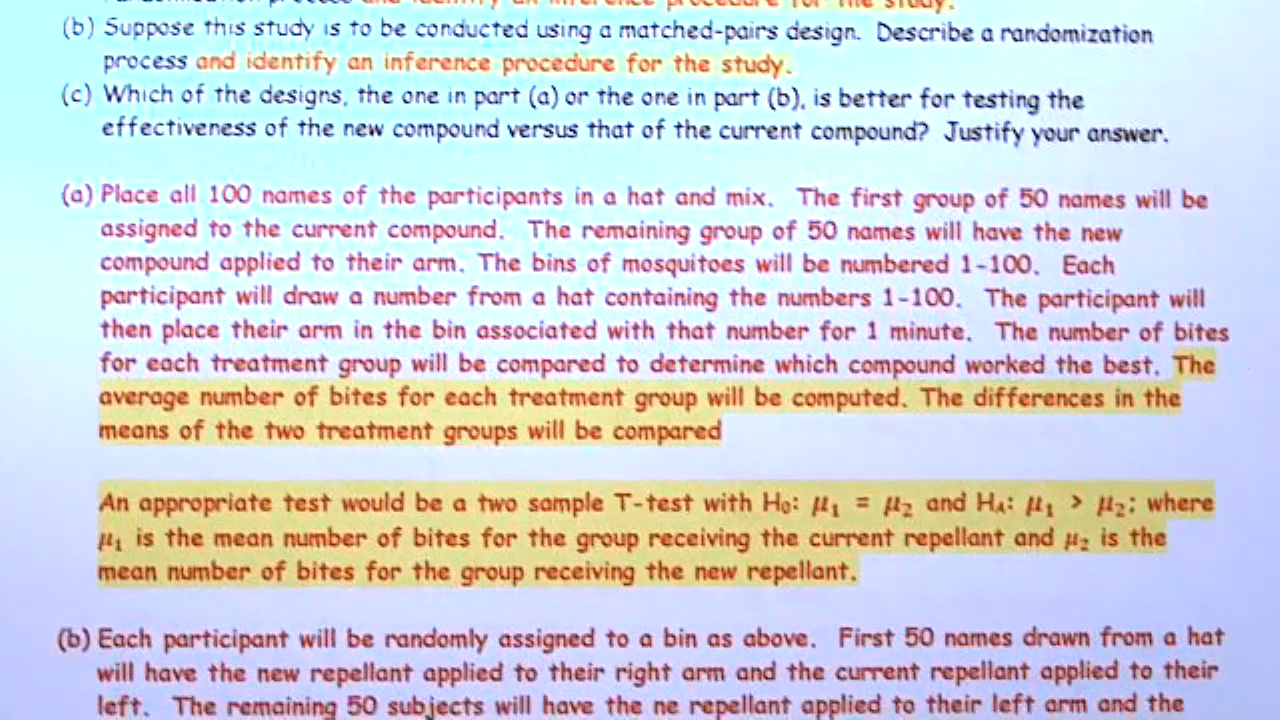 an inference procedure for the study.
(b) Suppose this study is to be conducted using a matched-pairs design. Describe a randomization
process and identify an inference procedure for the study.
(c) Which of the designs, the one in part (a) or the one in part (b), is better for testing the
effectiveness of the new compound versus that of the current compound? Justify your answer.
(a) Place all 100 names of the participants in a hat and mix. The first group of 50 names will be
assigned to the current compound. The remaining group of 50 names will have the new
compound applied to their arm. The bins of mosquitoes will be numbered 1-100. Each
participant will draw a number from a hat containing the numbers 1-100. The participant will
then place their arm in the bin associated with that number for 1 minute. The number of bites
for each treatment group will be compared to determine which compound worked the best. The
average number of bites for each treatment group will be computed. The differences in the
means of the two treatment groups will be compared
An appropriate test would be a two sample T-test with H₀: μ₁ = μ₂ and Hₐ: μ₁ > μ₂; where
μ₁ is the mean number of bites for the group receiving the current repellant and μ₂ is the
mean number of bites for the group receiving the new repellant.
(b) Each participant will be randomly assigned to a bin as above. First 50 names drawn from a hat
will have the new repellant applied to their right arm and the current repellant applied to their
left. The remaining 50 subjects will have the ne repellant applied to their left arm and the